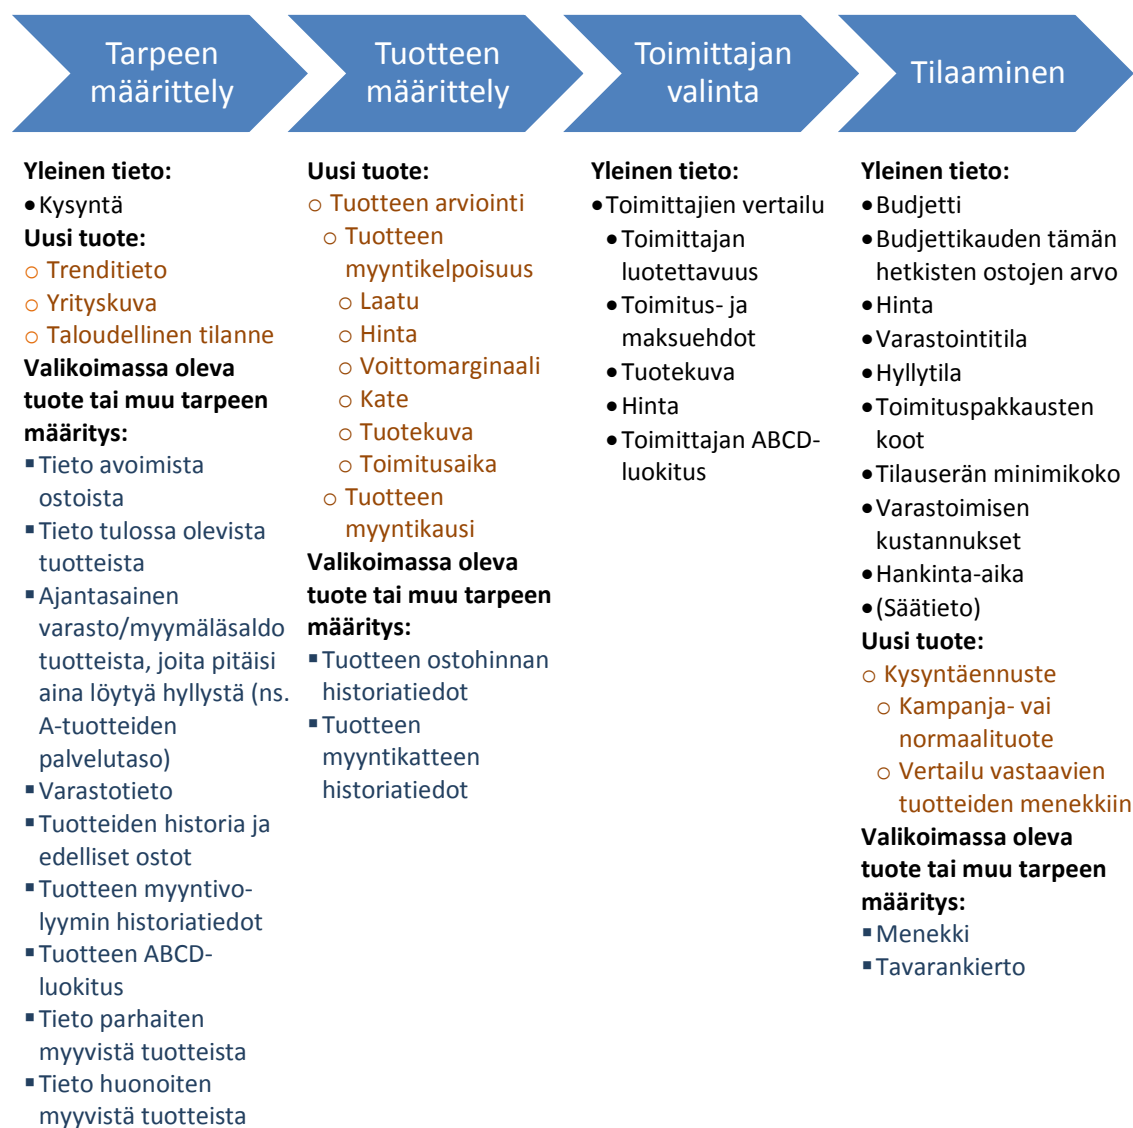 Tarpeen
määrittely
Tuotteen
määrittely
Toimittajan
valinta
Tilaaminen
Yleinen tieto:
• Kysyntä
Uusi tuote:
o Trenditieto
o Yrityskuva
o Taloudellinen tilanne
Valikoimassa oleva
tuote tai muu tarpeen
määritys:
▪ Tieto avoimista
ostoista
▪ Tieto tulossa olevista
tuotteista
▪ Ajantasainen
varasto/myymäläsaldo
tuotteista, joita pitäisi
aina löytyä hyllystä (ns.
A-tuotteiden
palvelutaso)
▪ Varastotieto
▪ Tuotteiden historia ja
edelliset ostot
▪ Tuotteen myyntivo-
lyymin historiatiedot
▪ Tuotteen ABCD-
luokitus
▪ Tieto parhaiten
myyvistä tuotteista
▪ Tieto huonoiten
myyvistä tuotteista
Uusi tuote:
o Tuotteen arviointi
o Tuotteen
myyntikelpoisuus
o Laatu
o Hinta
o Voittomarginaali
o Kate
o Tuotekuva
o Toimitusaika
o Tuotteen
myyntikausi
Valikoimassa oleva
tuote tai muu tarpeen
määritys:
▪ Tuotteen ostohinnan
historiatiedot
▪ Tuotteen
myyntikatteen
historiatiedot
Yleinen tieto:
• Toimittajien vertailu
• Toimittajan
luotettavuus
• Toimitus- ja
maksuehdot
• Tuotekuva
• Hinta
• Toimittajan ABCD-
luokitus
Yleinen tieto:
• Budjetti
• Budjettikauden tämän
hetkisten ostojen arvo
• Hinta
• Varastointitila
• Hyllytila
• Toimituspakkausten
koot
• Tilauserän minimikoko
• Varastoimisen
kustannukset
• Hankinta-aika
• (Säätieto)
Uusi tuote:
o Kysyntäennuste
o Kampanja- vai
normaalituote
o Vertailu vastaavien
tuotteiden menekkiin
Valikoimassa oleva
tuote tai muu tarpeen
määritys:
▪ Menekki
▪ Tavarankierto